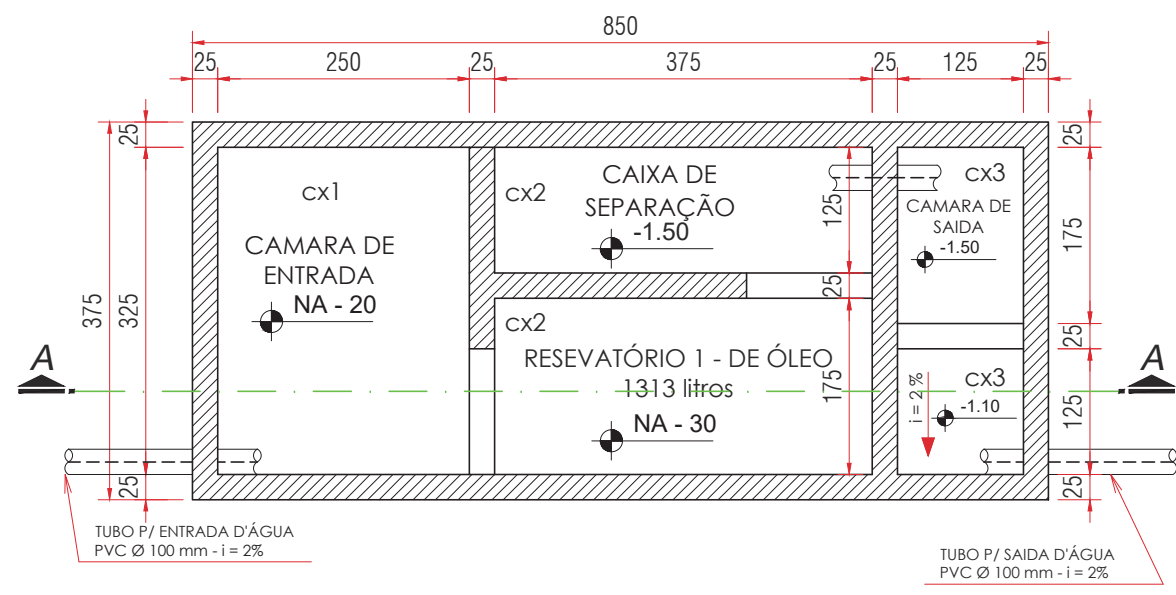 850
25 250 25 375 25 125 25
25
375
325
25
cx1
CAMARA DE
ENTRADA
NA - 20
cx2
CAIXA DE
SEPARAÇÃO
-1.50
125
25
cx2
RESEVATÓRIO 1 - DE ÓLEO
1313 litros
NA - 30
175
cx3
CAMARA DE
SAIDA
-1.50
cx3
-1.10
i = 2%
25
175
25
125
25
A
A
TUBO P/ ENTRADA D'ÁGUA
PVC Ø 100 mm - i = 2%
TUBO P/ SAIDA D'ÁGUA
PVC Ø 100 mm - i = 2%